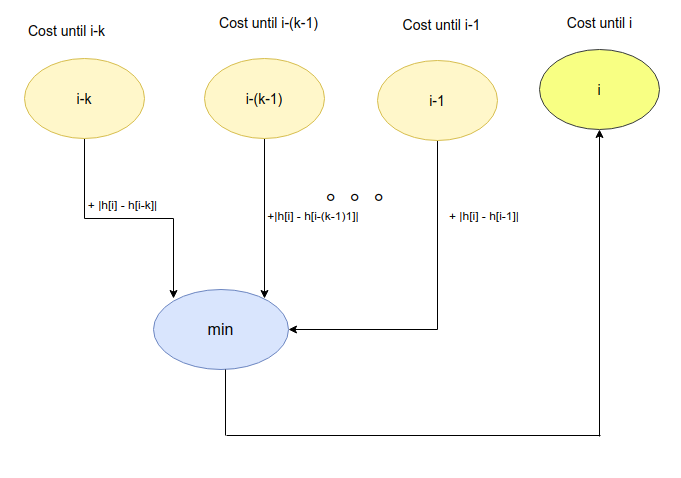 Cost until i-k
Cost until i-(k-1)
Cost until i-1
Cost until i
i-k
i-(k-1)
i-1
i
+ |h[i] - h[i-k]|
+|h[i] - h[i-(k-1)1]|
+ |h[i] - h[i-1]|
min